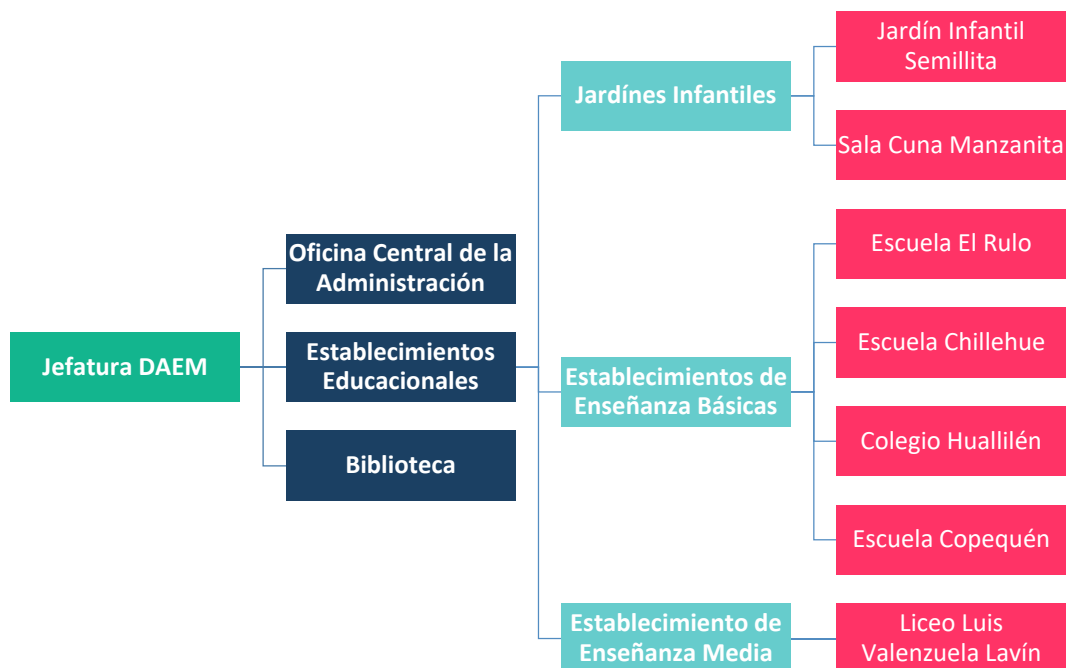 Jefatura DAEM
Oficina Central de la
Administración
Establecimientos
Educacionales
Biblioteca
Jardínes Infantiles
Establecimientos de
Enseñanza Básicas
Establecimiento de
Enseñanza Media
Jardín Infantil
Semillita
Sala Cuna Manzanita
Escuela El Rulo
Escuela Chillehue
Colegio Huallilén
Escuela Copequén
Liceo Luis
Valenzuela Lavín